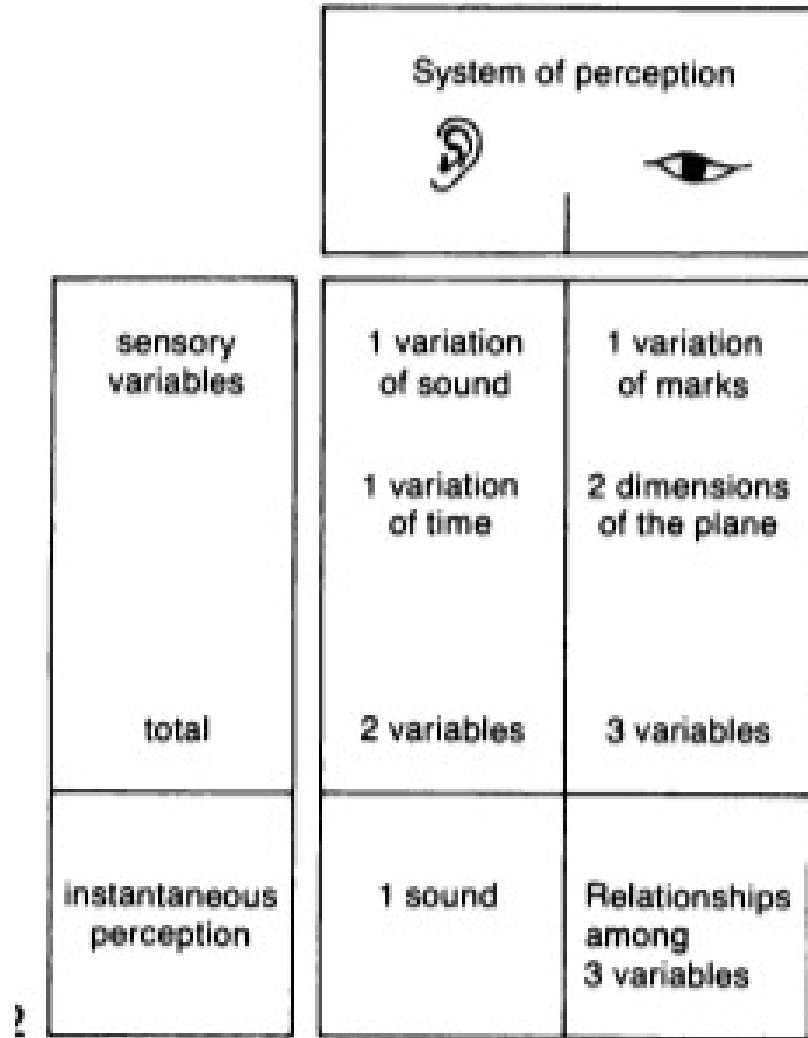 System of perception
sensory
variables
1 variation
of sound
1 variation
of marks
1 variation
of time
2 dimensions
of the plane
total
2 variables
3 variables
instantaneous
perception
1 sound
Relationships
among
3 variables